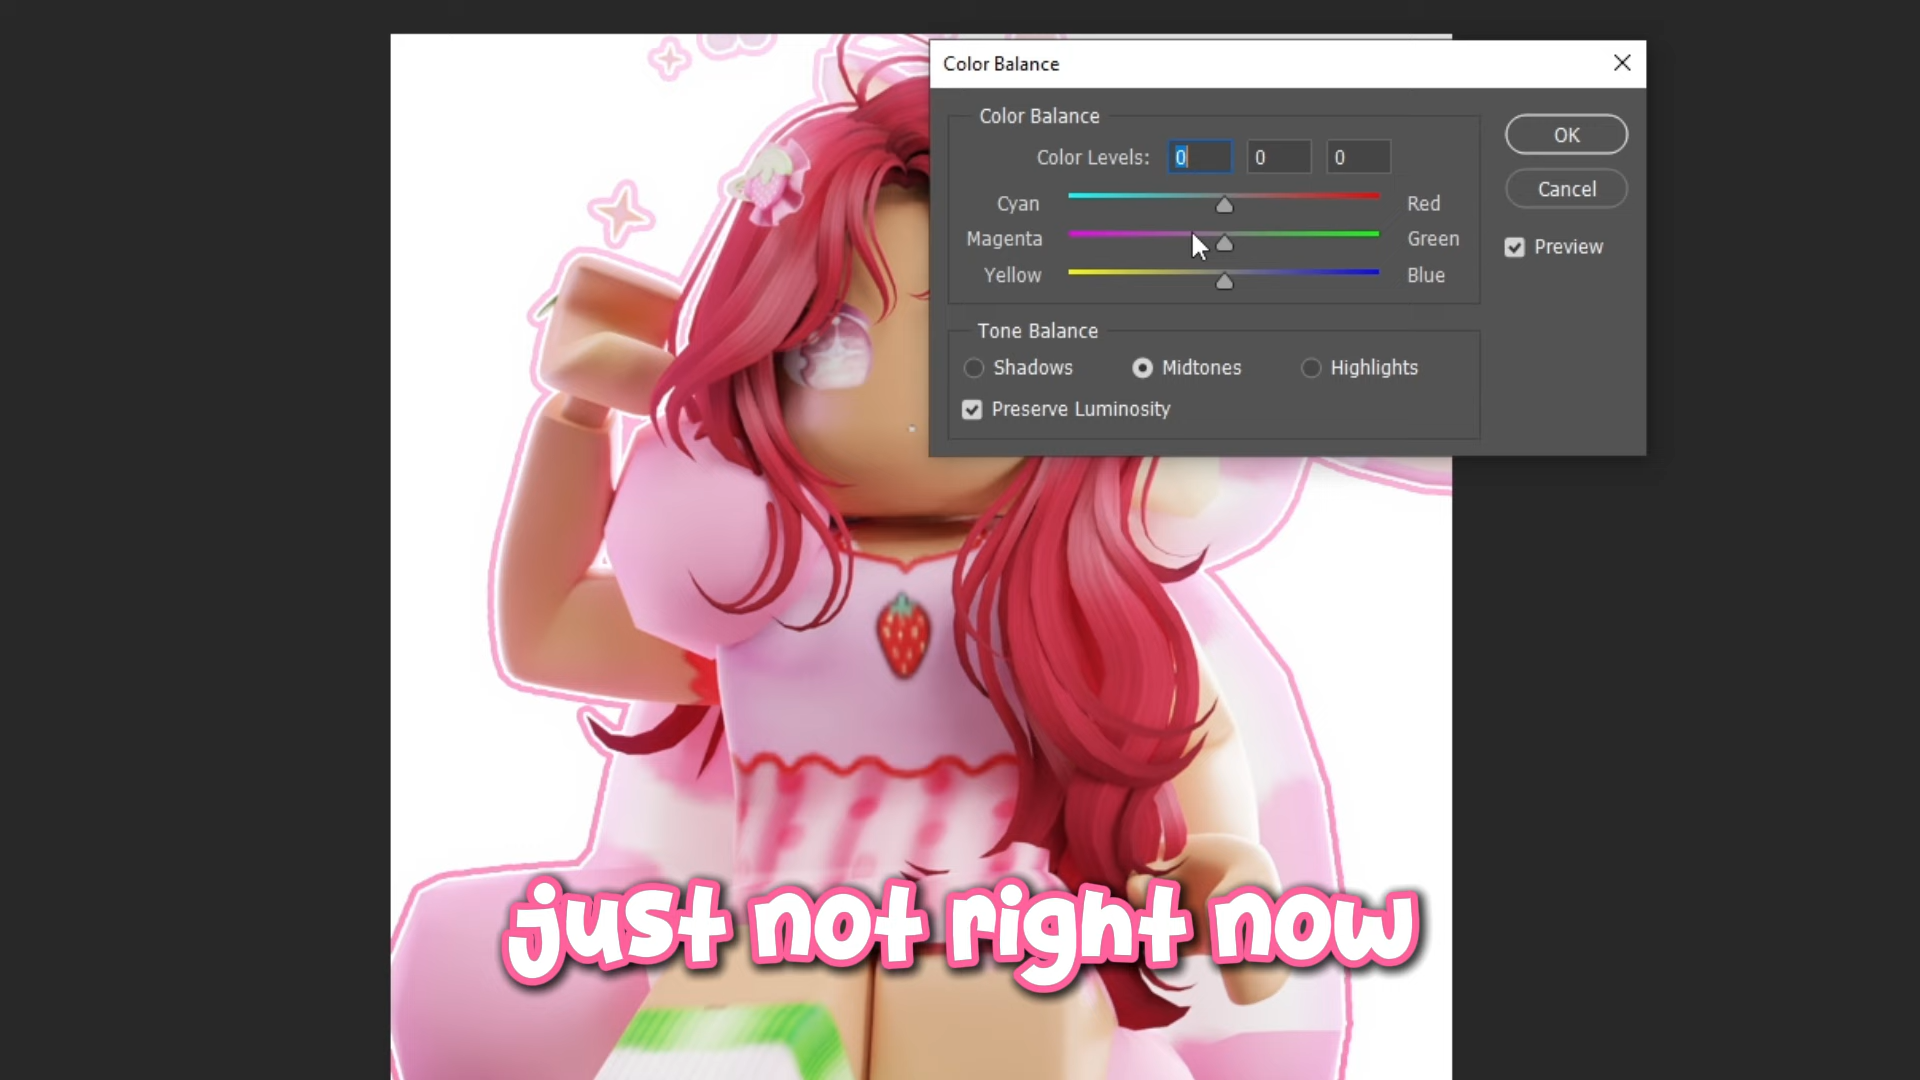 Color Balance
Color Balance
Color Levels: 0 0 0
Cyan Red
Magenta Green
Yellow Blue
Tone Balance
Shadows Midtones Highlights
Preserve Luminosity
OK
Cancel
Preview
just not right now